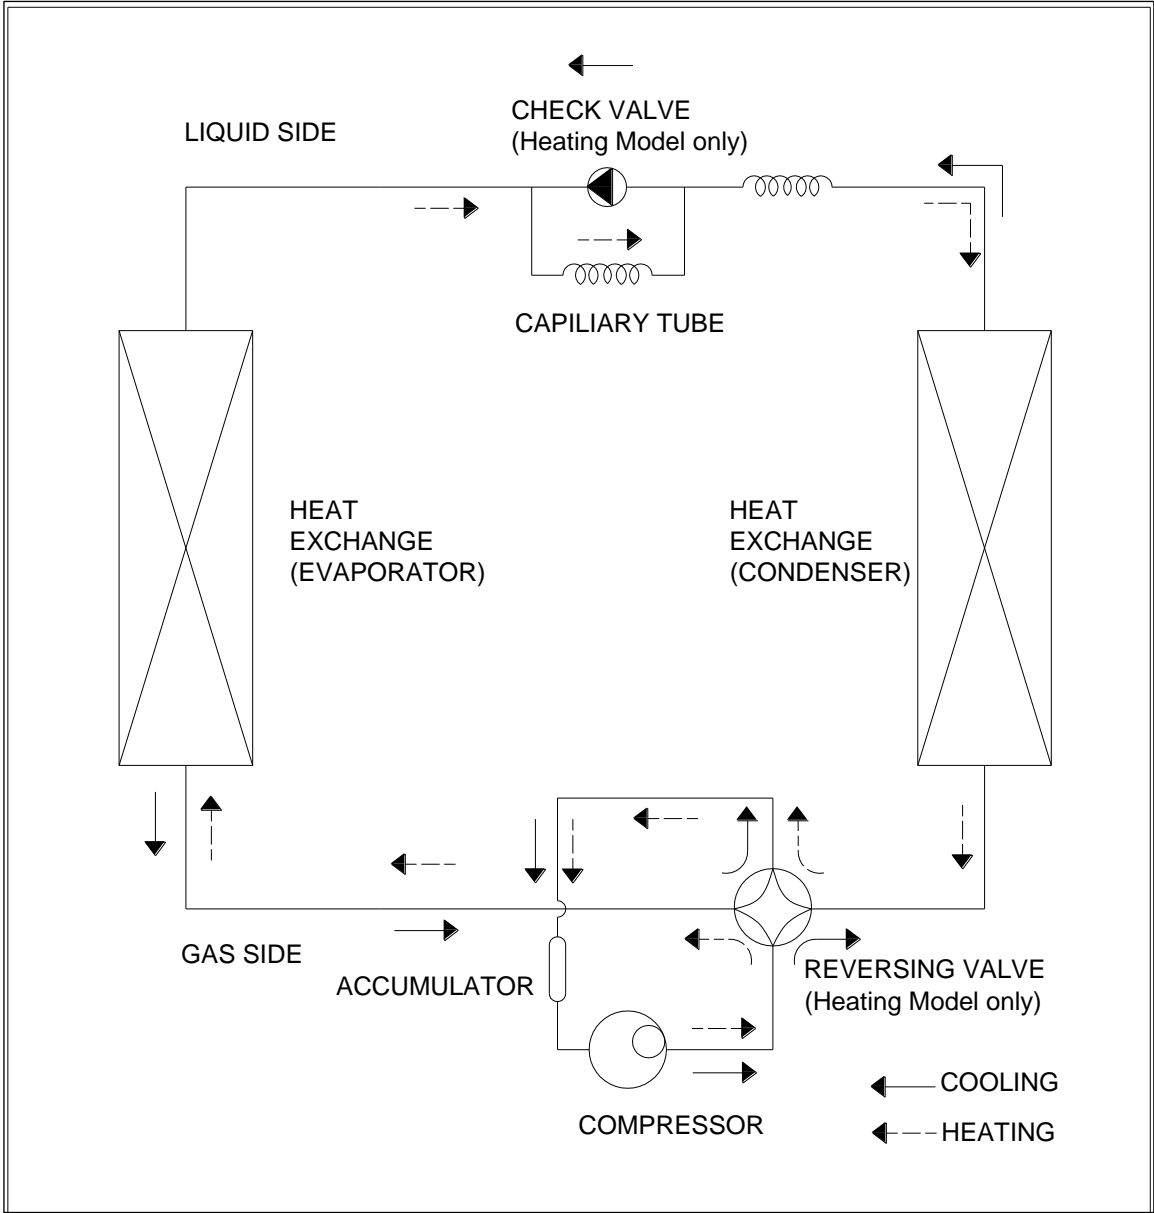 CHECK VALVE
(Heating Model only)
LIQUID SIDE
CAPILIARY TUBE
HEAT
EXCHANGE
(EVAPORATOR)
HEAT
EXCHANGE
(CONDENSER)
GAS SIDE
ACCUMULATOR
REVERSING VALVE
(Heating Model only)
COMPRESSOR
COOLING
HEATING